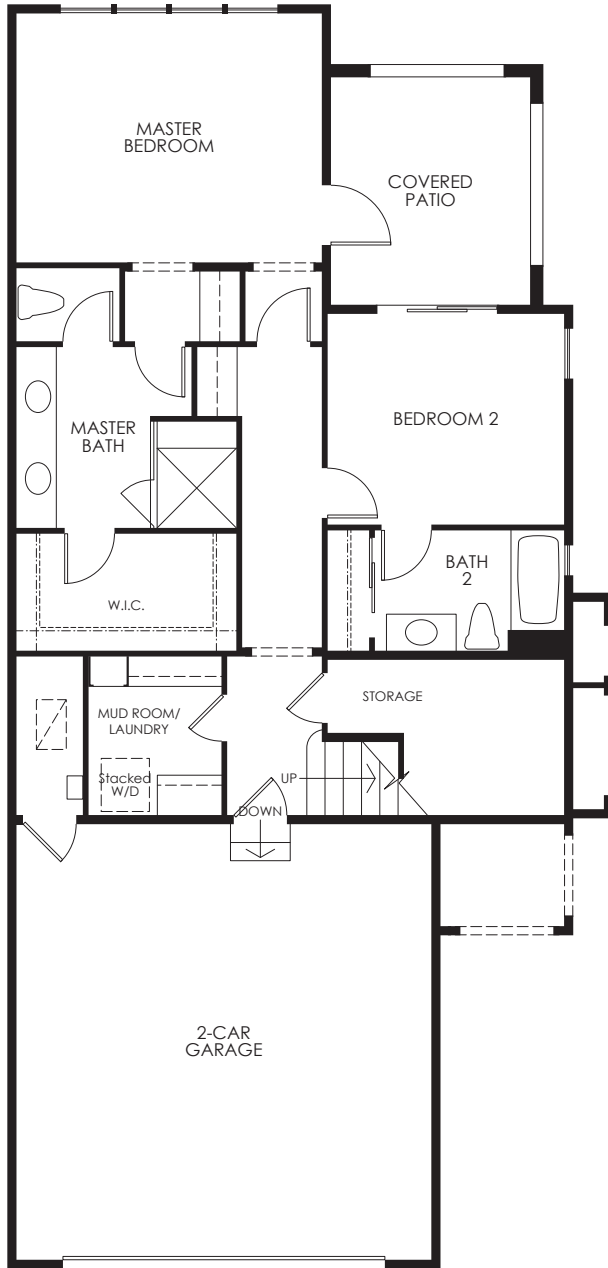 MASTER
BEDROOM
COVERED
PATIO
MASTER
BATH
BEDROOM 2
W.I.C.
BATH
2
MUD ROOM/
LAUNDRY
STORAGE
Stacked
W/D
UP
DOWN
2-CAR
GARAGE